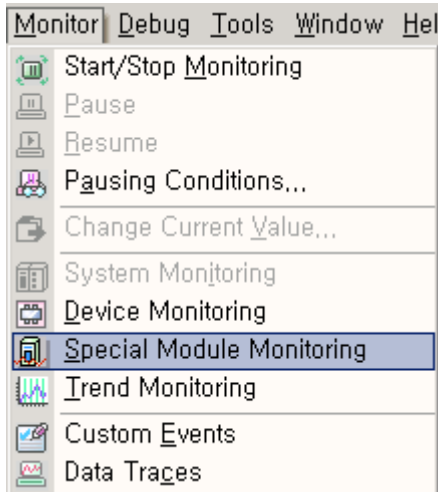 Monitor Debug Tools Window Hel
Start/Stop Monitoring
Pause
Resume
Pausing Conditions...
Change Current Value...
System Monitoring
Device Monitoring
Special Module Monitoring
Trend Monitoring
Custom Events
Data Traces